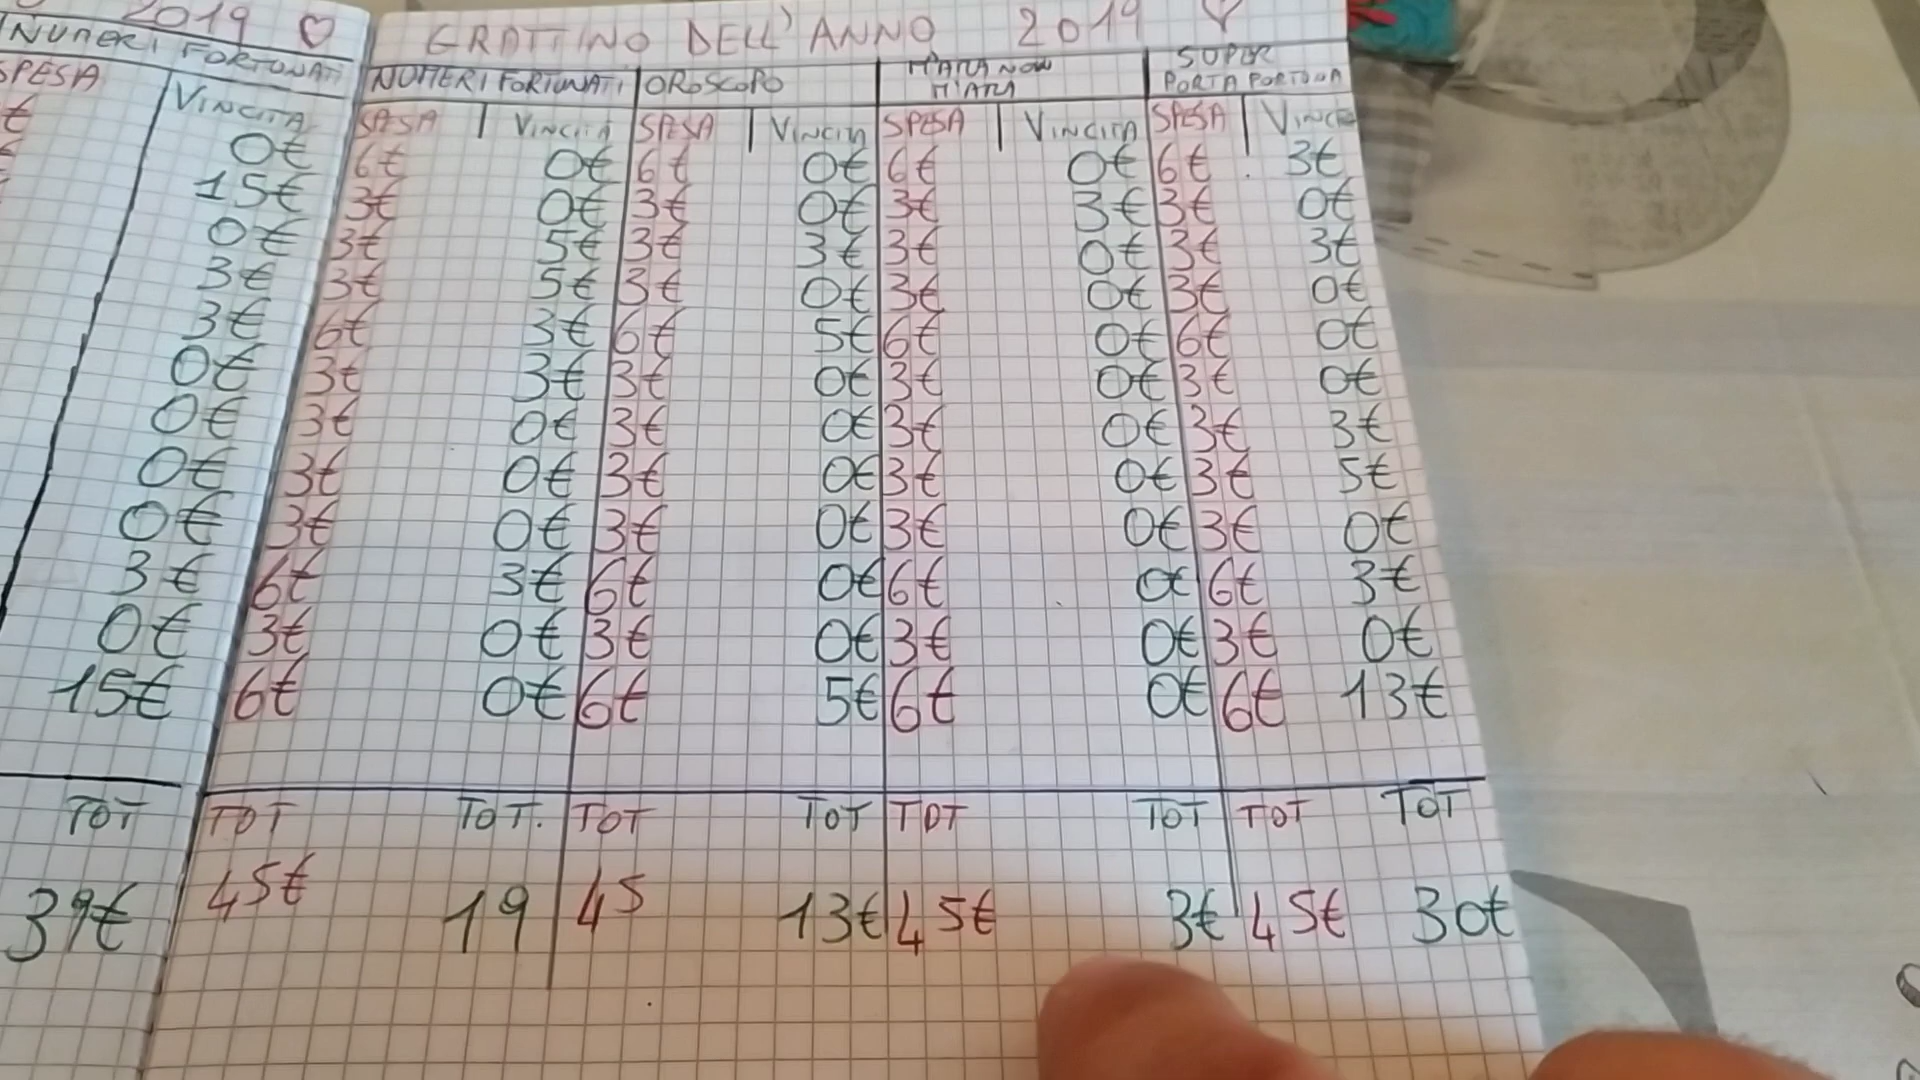 2019 ♡
NUMERI FORTUNATI
SPESA VINCITA
€ 0€
15€
0€
3€
3€
0€
0€
0€
0€
3€
0€
15€
TOT
39€
GRATTINO DELL'ANNO 2019 ♡
NUMERI FORTUNATI OROSCOPO SUPER PORTA FORTUNA
SPESA VINCITA SPESA VINCITA SPESA VINCITA SPESA VINCI
6€ 0€ 6€ 0€ 6€ 0€ 6€ 3€
3€ 0€ 3€ 0€ 3€ 3€ 3€ 0€
3€ 5€ 3€ 3€ 3€ 0€ 3€ 3€
3€ 5€ 3€ 0€ 3€ 0€ 3€ 0€
6€ 3€ 6€ 5€ 6€ 0€ 6€ 0€
3€ 3€ 3€ 0€ 3€ 0€ 3€ 0€
3€ 0€ 3€ 0€ 3€ 0€ 3€ 3€
3€ 0€ 3€ 0€ 3€ 0€ 3€ 5€
3€ 0€ 3€ 0€ 3€ 0€ 3€ 0€
6€ 3€ 6€ 0€ 6€ 0€ 6€ 3€
3€ 0€ 3€ 0€ 3€ 0€ 3€ 0€
6€ 0€ 6€ 5€ 6€ 0€ 6€ 13€
TOT TOT. TOT TOT TOT TOT TOT TOT
45€ 19 45 13€ 45€ 3€ 45€ 30€